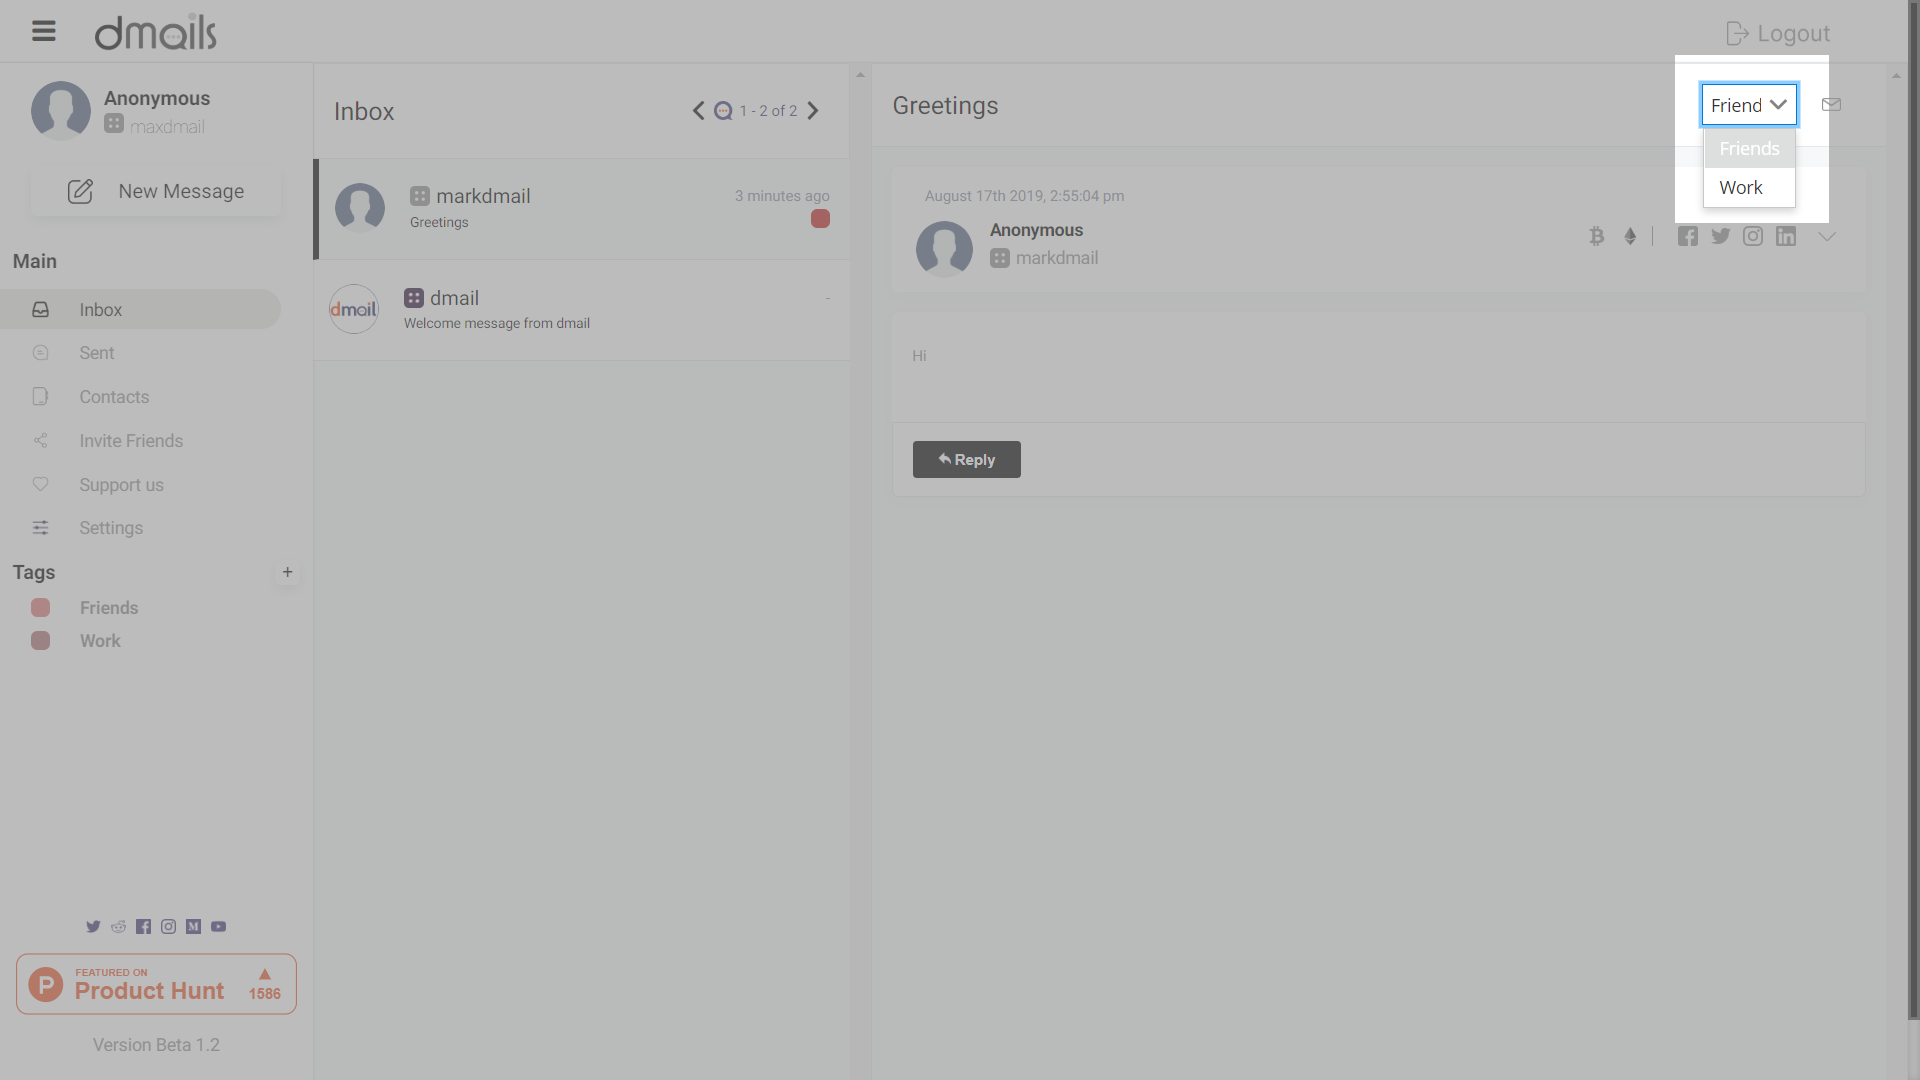 dmails
Logout
Anonymous
maxdmail
New Message
Main
Inbox
Sent
Contacts
Invite Friends
Support us
Settings
Tags
+
Friends
Work
FEATURED ON
Product Hunt
1586
Version Beta 1.2
Inbox
1 - 2 of 2
markdmail
3 minutes ago
Greetings
dmail
dmail
-
Welcome message from dmail
Greetings
Friend
Friends
Work
August 17th 2019, 2:55:04 pm
Anonymous
markdmail
Hi
Reply